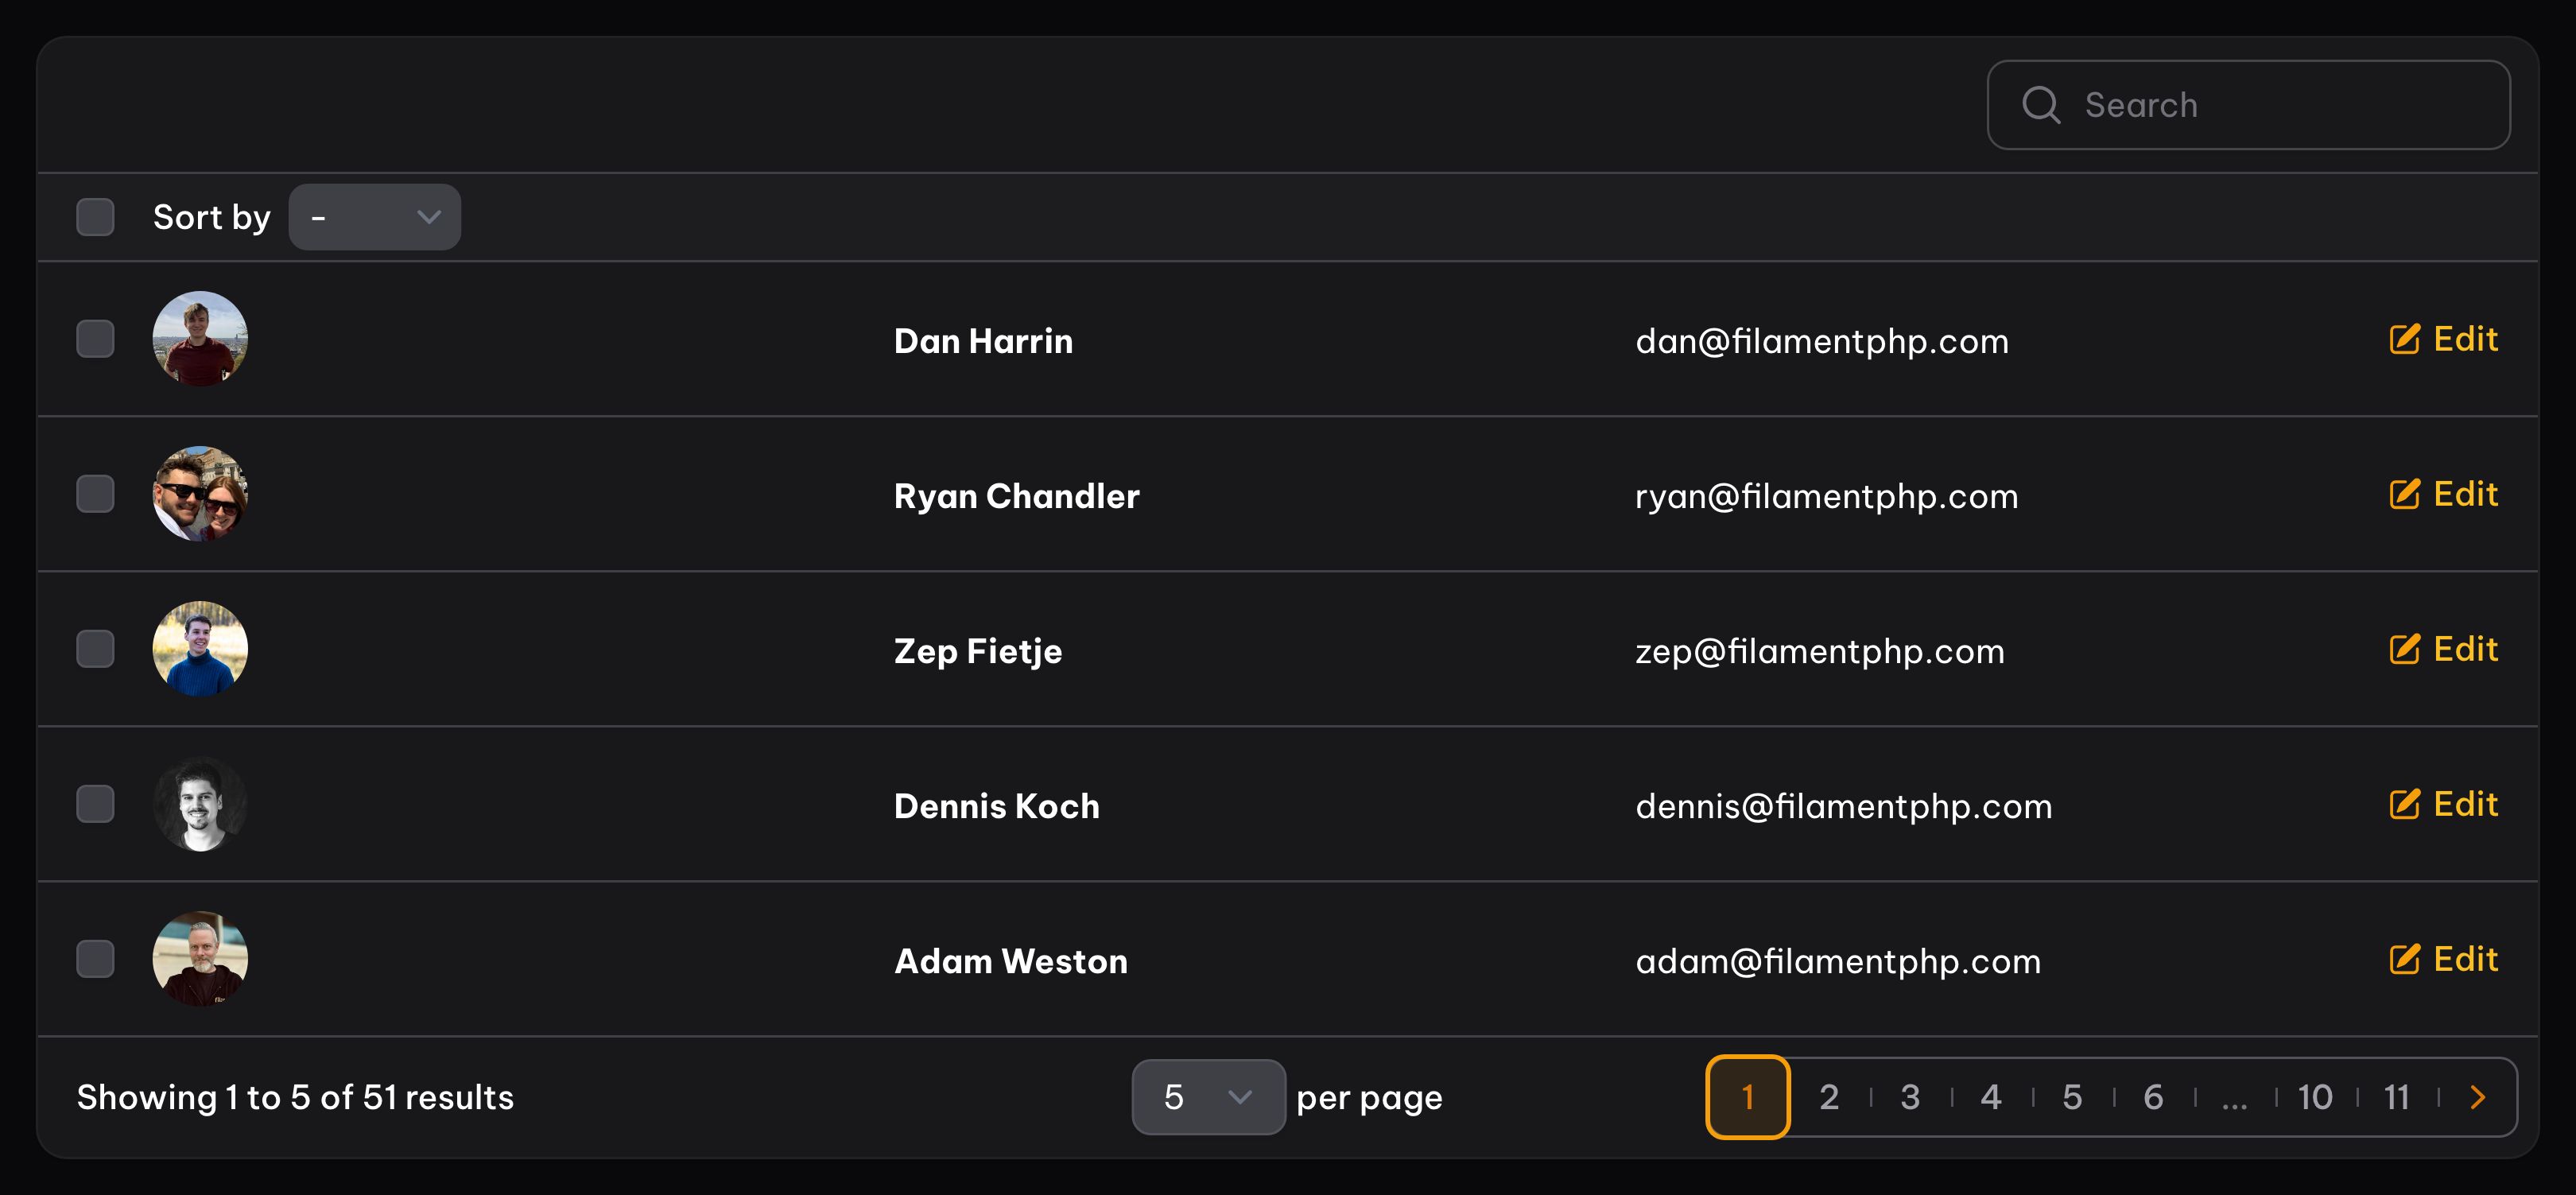 Search
Sort by -
Dan Harrin dan@filamentphp.com Edit
Ryan Chandler ryan@filamentphp.com Edit
Zep Fietje zep@filamentphp.com Edit
Dennis Koch dennis@filamentphp.com Edit
Adam Weston adam@filamentphp.com Edit
Showing 1 to 5 of 51 results 5 per page 1 2 3 4 5 6 ... 10 11